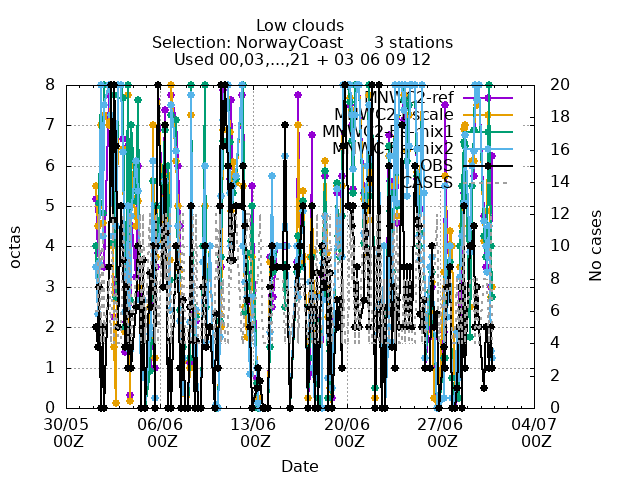 Low clouds
Selection: NorwayCoast 3 stations
Used 00,03,...,21 + 03 06 09 12
octas
0
1
2
3
4
5
6
7
8
No cases
0
2
4
6
8
10
12
14
16
18
20
OBS
CASES
30/05 00Z
06/06 00Z
13/06 00Z
20/06 00Z
27/06 00Z
04/07 00Z
Date